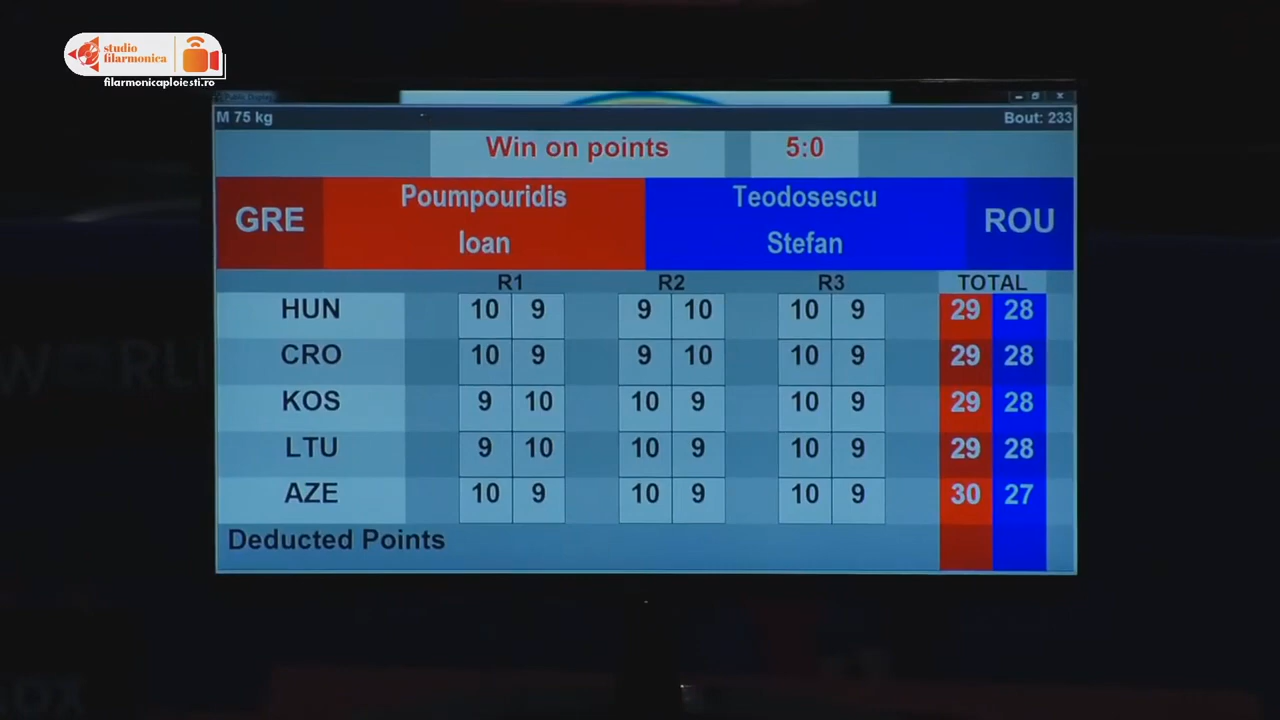 studio
filarmonica
filarmonicaploiesti.ro
M 75 kg Bout: 233
Win on points 5:0
GRE Poumpouridis Ioan Teodosescu Stefan ROU
R1 R2 R3 TOTAL
HUN 10 9 9 10 10 9 29 28
CRO 10 9 9 10 10 9 29 28
KOS 9 10 10 9 10 9 29 28
LTU 9 10 10 9 10 9 29 28
AZE 10 9 10 9 10 9 30 27
Deducted Points